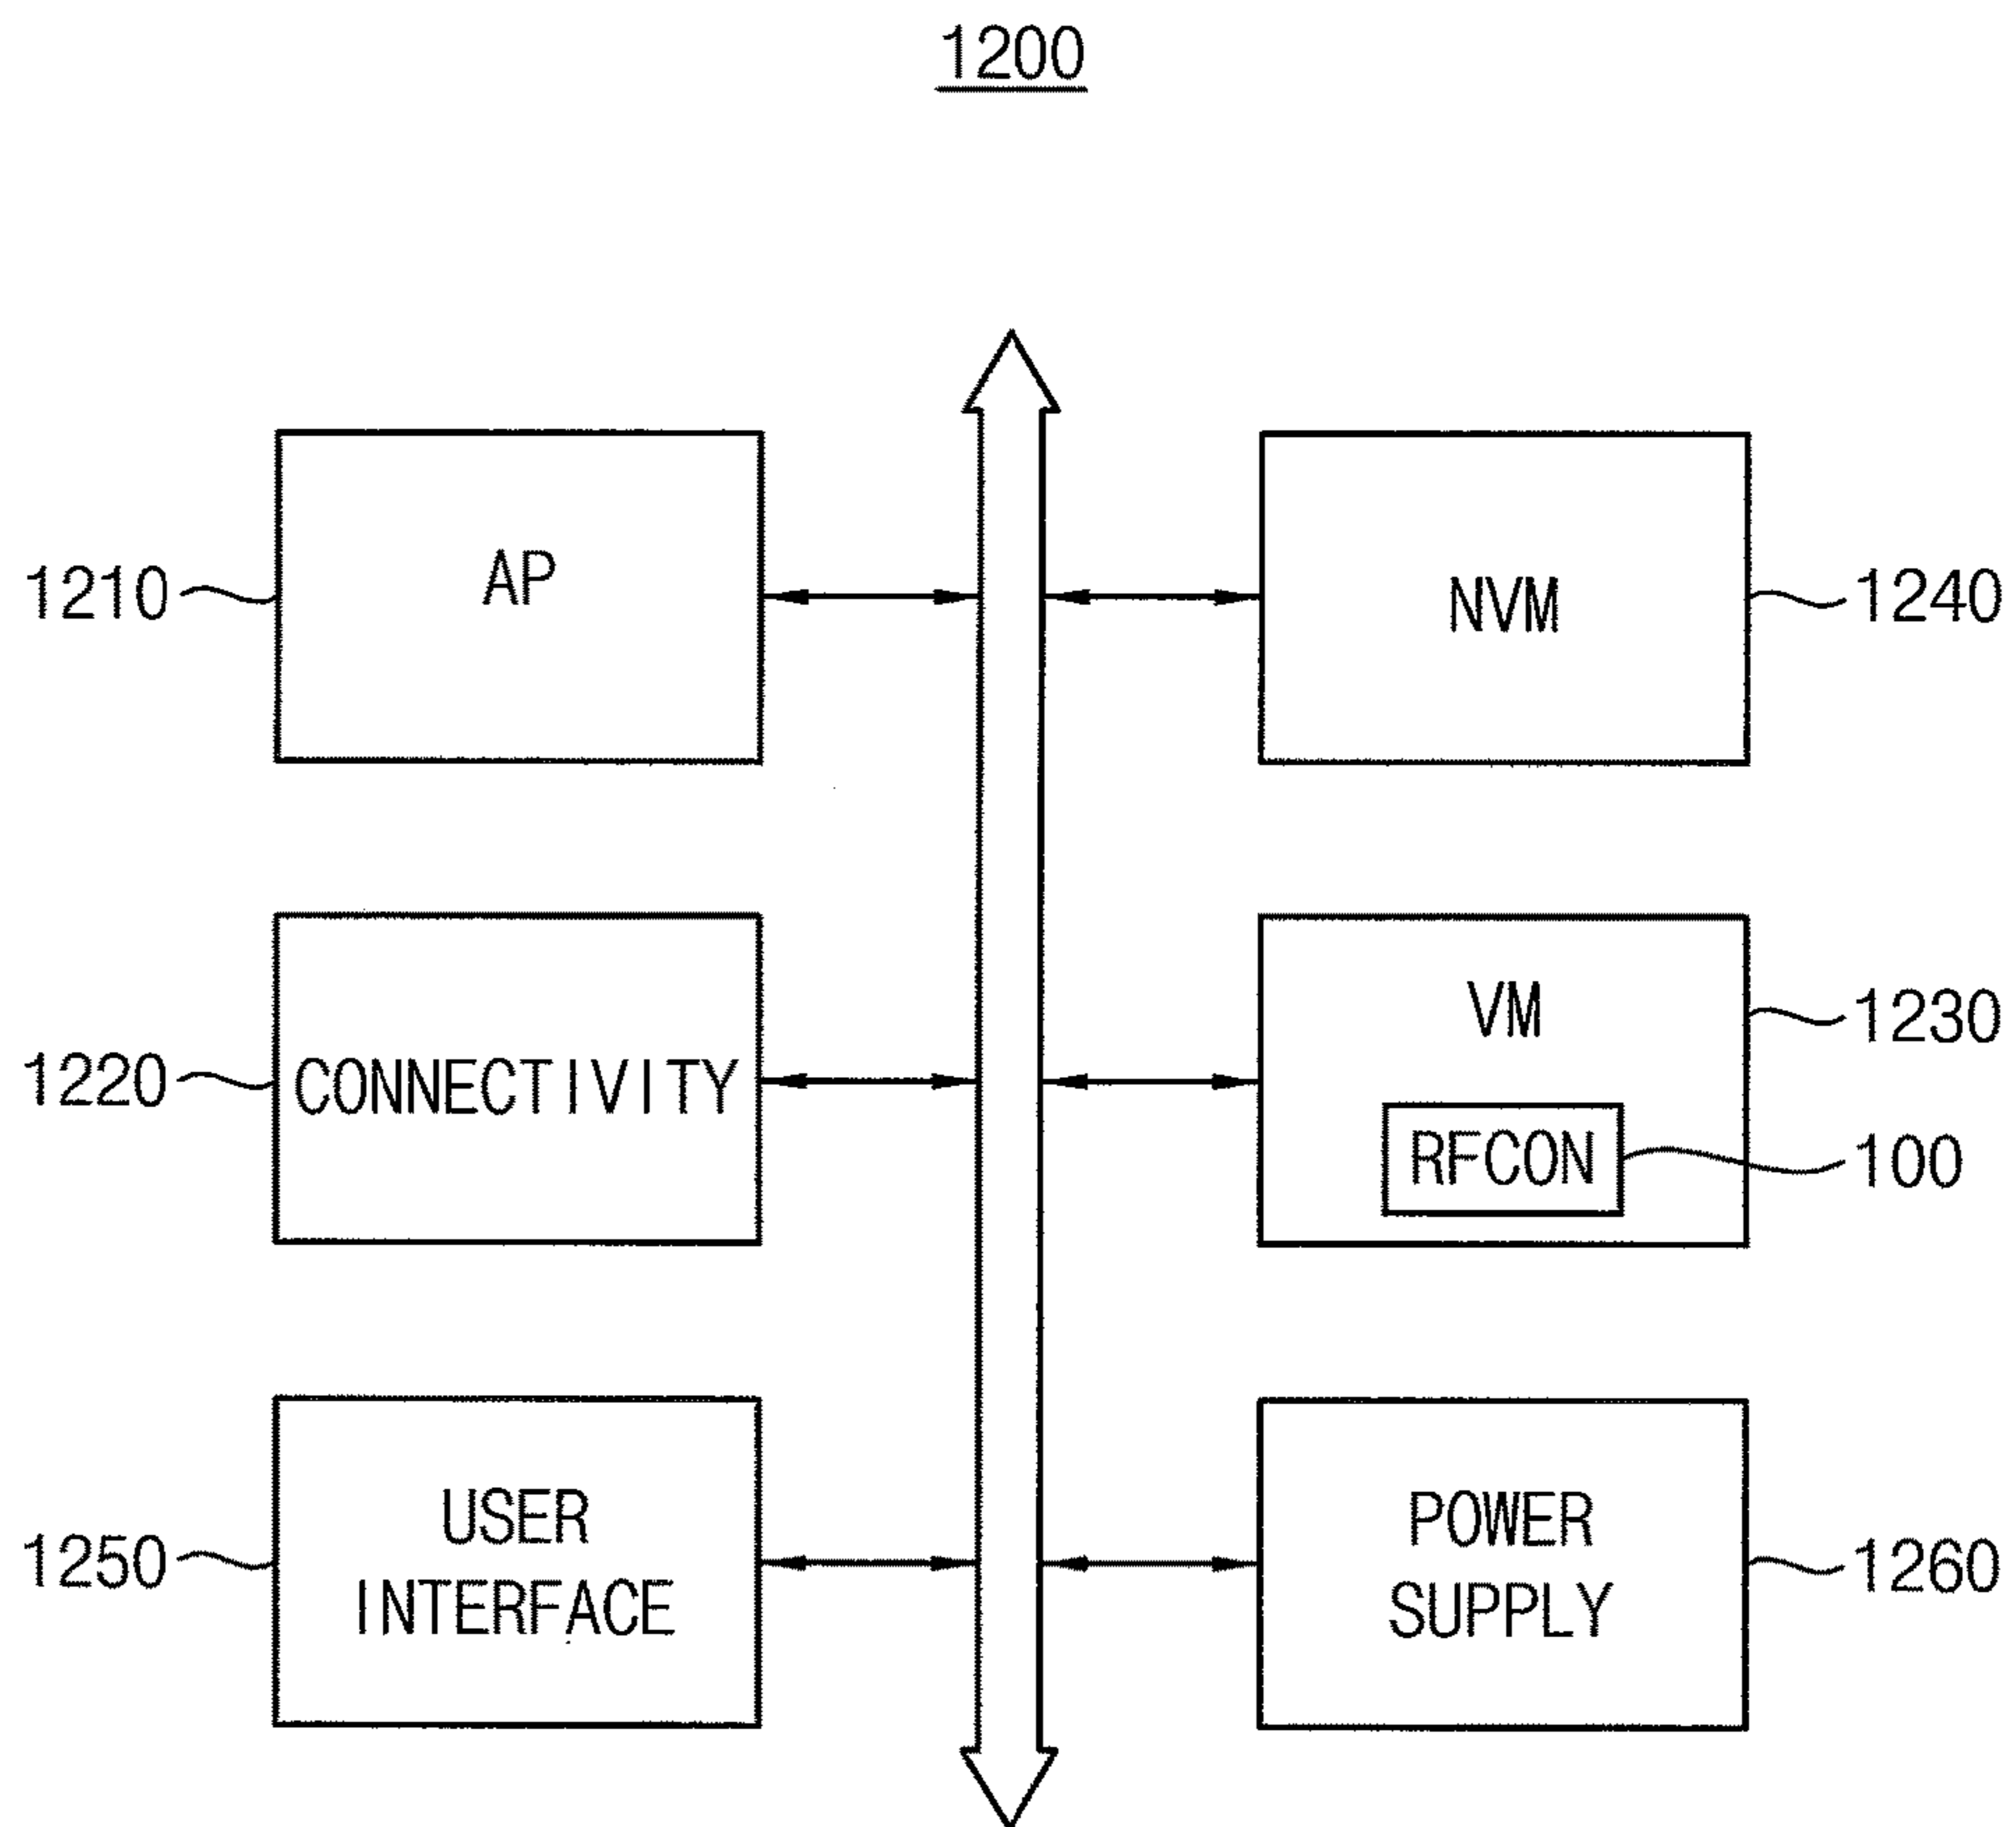 1200
AP
1210
NVM
1240
VM
1230
CONNECTIVITY
1220
RFCON
100
USER
INTERFACE
1250
POWER
SUPPLY
1260